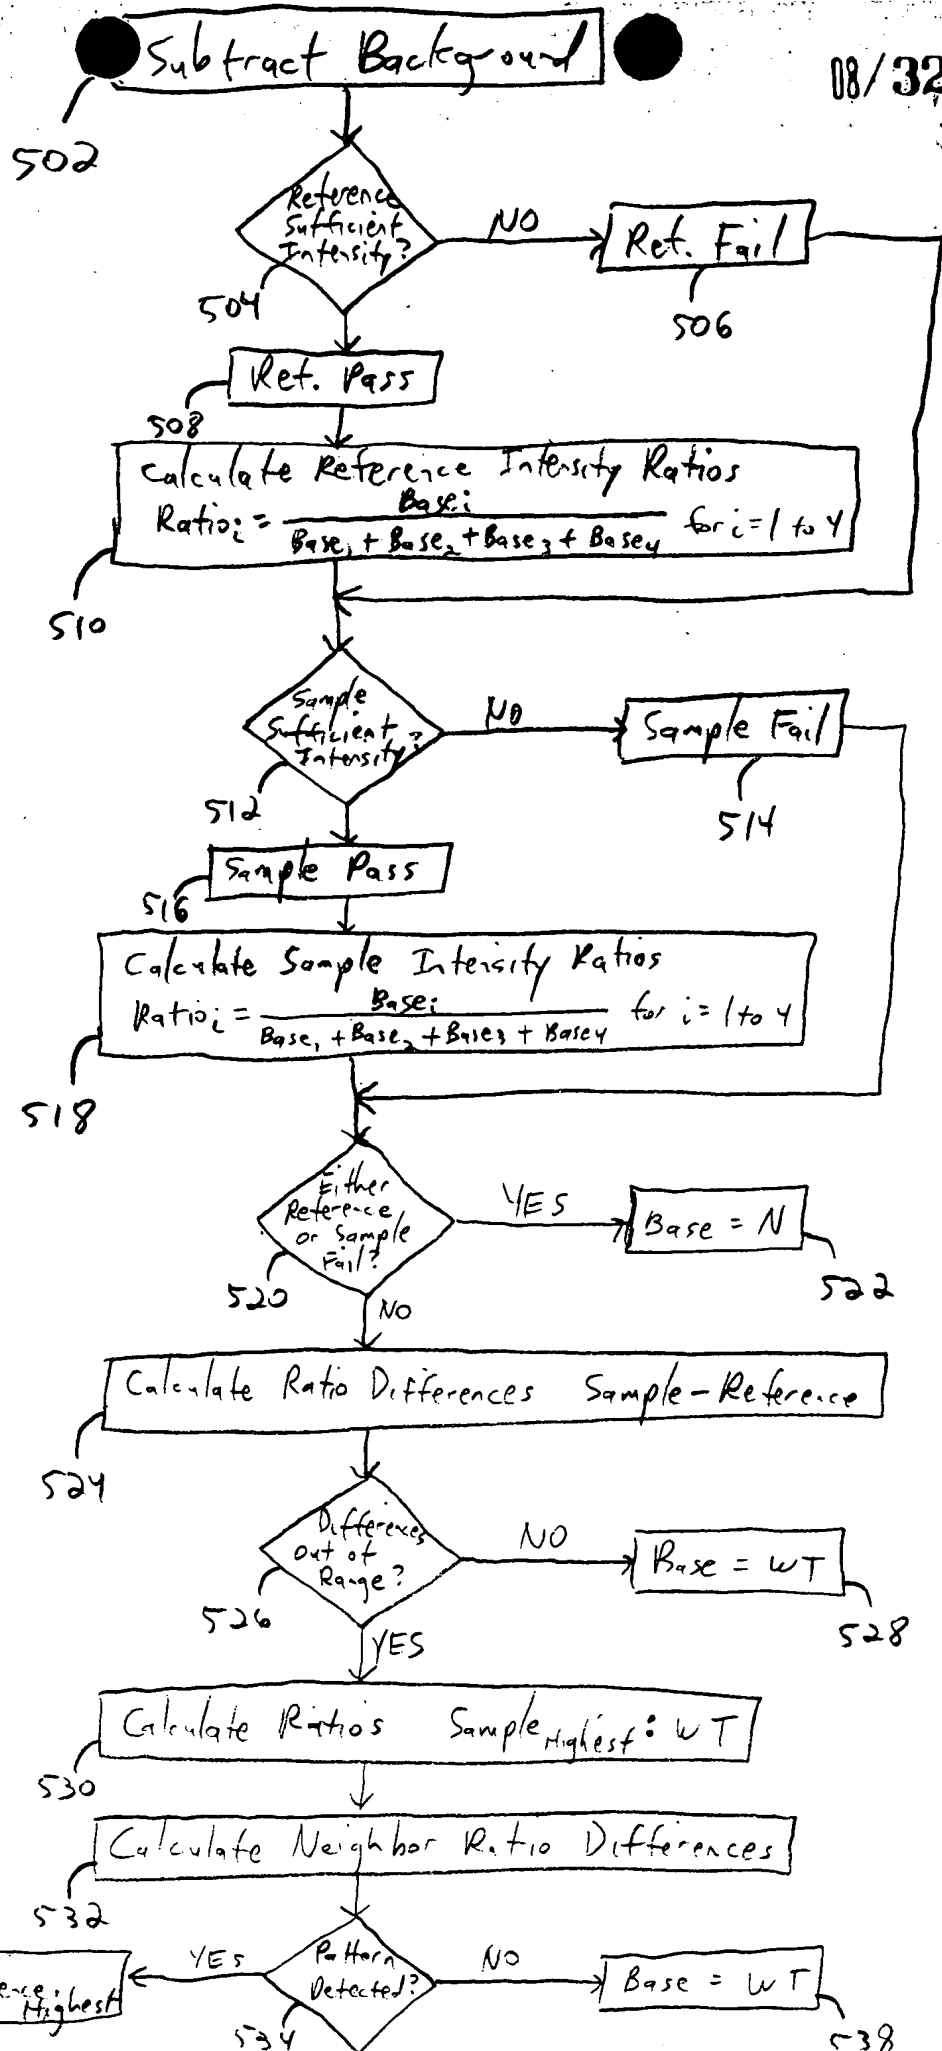 Subtract Background
08/32
502
Reference
Sufficient
Intensity?
NO
Ref. Fail
504
506
Ref. Pass
508
Calculate Reference Intensity Ratios
Ratio_i = Base_i / (Base_1 + Base_2 + Base_3 + Base_4) for i = 1 to 4
510
Sample
Sufficient
Intensity?
NO
Sample Fail
512
514
Sample Pass
516
Calculate Sample Intensity Ratios
Ratio_i = Base_i / (Base_1 + Base_2 + Base_3 + Base_4) for i = 1 to 4
518
Either
Reference
or Sample
Fail?
YES
Base = N
520
522
NO
Calculate Ratio Differences Sample-Reference
524
Differences
Out of
Range?
NO
Base = WT
526
528
YES
Calculate Ratios Sample Highest : WT
530
Calculate Neighbor Ratio Differences
532
Pattern
Detected?
YES
NO
Highest
Base = WT
534
538